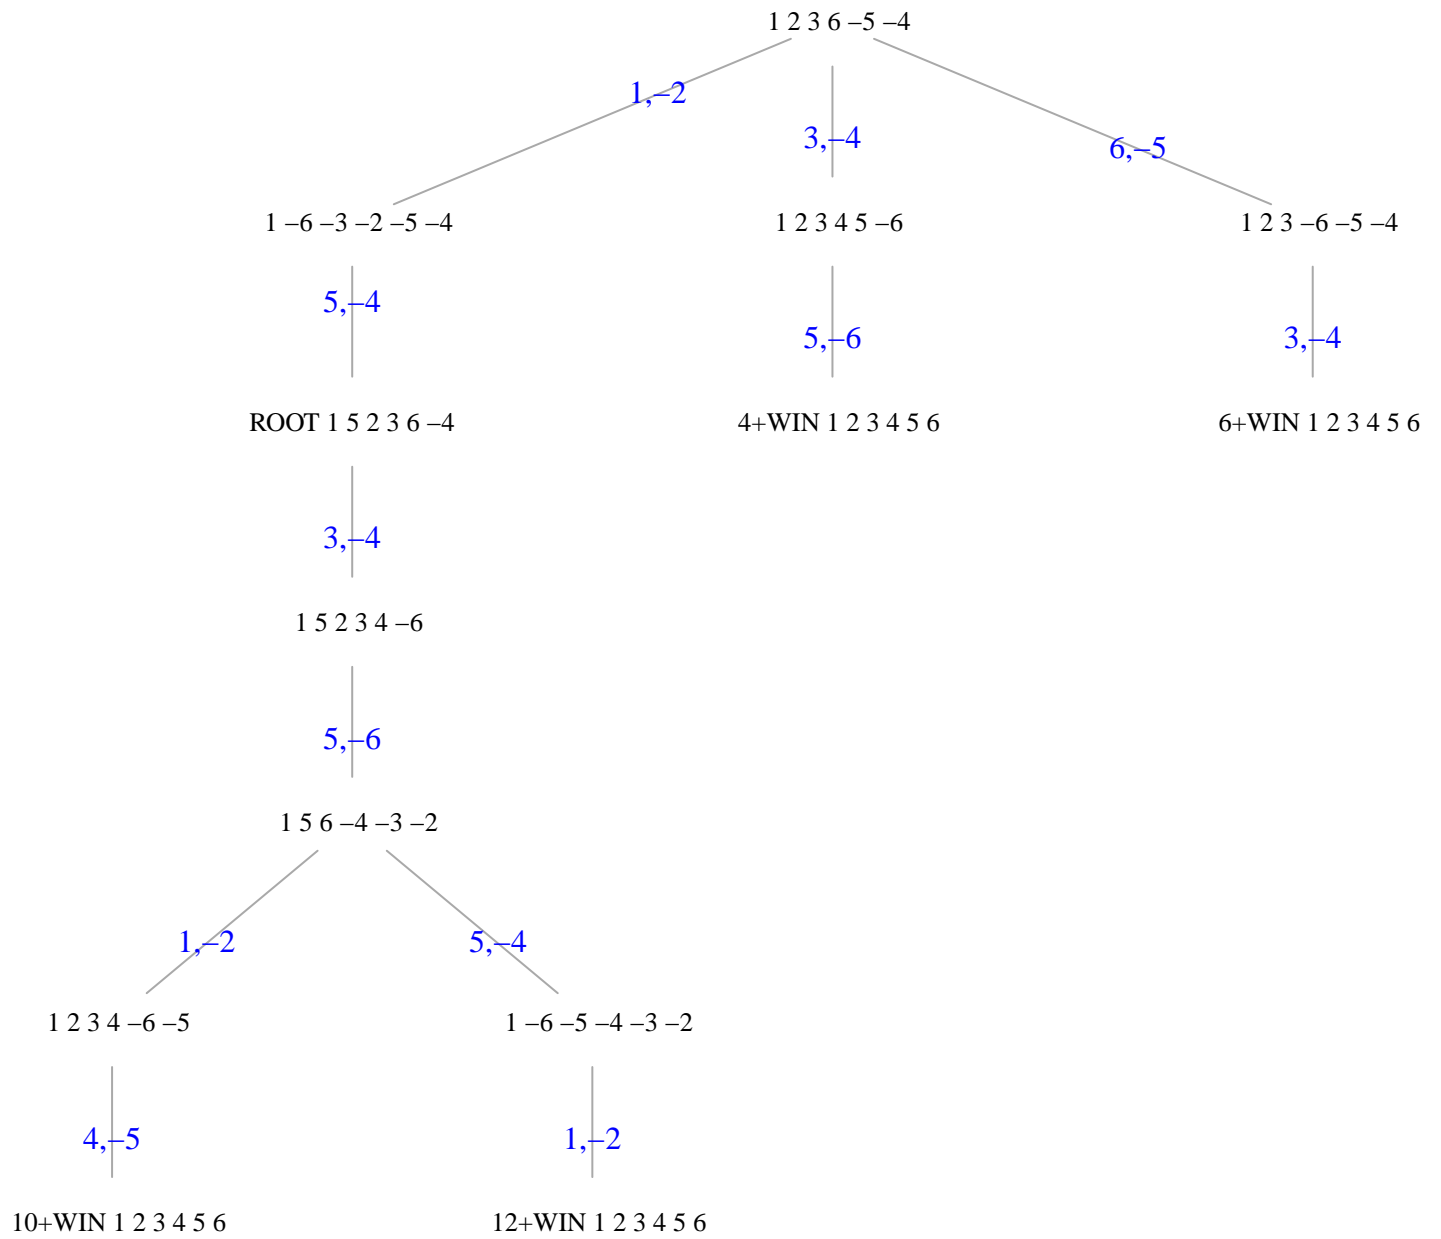 1 2 3 6 –5 –4
1,–2
3,–4
6,–5
1 –6 –3 –2 –5 –4
1 2 3 4 5 –6
1 2 3 –6 –5 –4
5,–4
5,–6
3,–4
ROOT 1 5 2 3 6 –4
4+WIN 1 2 3 4 5 6
6+WIN 1 2 3 4 5 6
3,–4
1 5 2 3 4 –6
5,–6
1 5 6 –4 –3 –2
1,–2
5,–4
1 2 3 4 –6 –5
1 –6 –5 –4 –3 –2
4,–5
1,–2
10+WIN 1 2 3 4 5 6
12+WIN 1 2 3 4 5 6